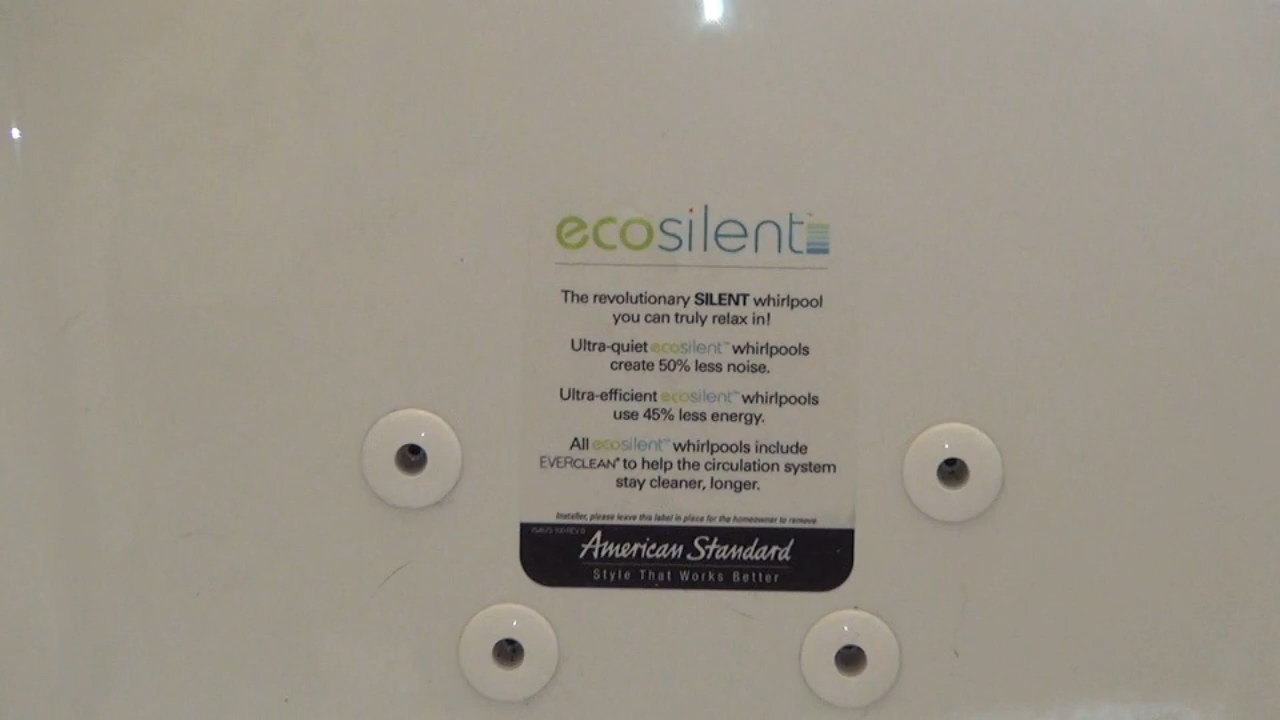 ecosilent™
The revolutionary SILENT whirlpool
you can truly relax in!
Ultra-quiet ecosilent™ whirlpools
create 50% less noise.
Ultra-efficient ecosilent™ whirlpools
use 45% less energy.
All ecosilent™ whirlpools include
EVERCLEAN® to help the circulation system
stay cleaner, longer.
Installer, please leave this label in place for the homeowner to remove.
American Standard
Style That Works Better